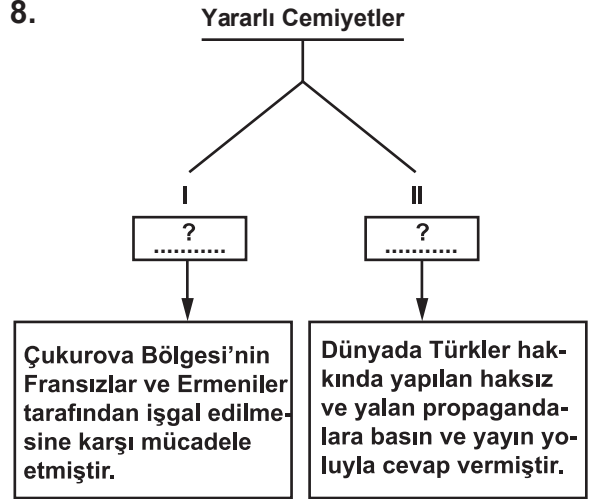 8.
Yararlı Cemiyetler
I
II
?
...........
?
...........
Çukurova Bölgesi’nin
Fransızlar ve Ermeniler
tarafından işgal edilme-
sine karşı mücadele
etmiştir.
Dünyada Türkler hak-
kında yapılan haksız
ve yalan propaganda-
lara basın ve yayın yo-
luyla cevap vermiştir.